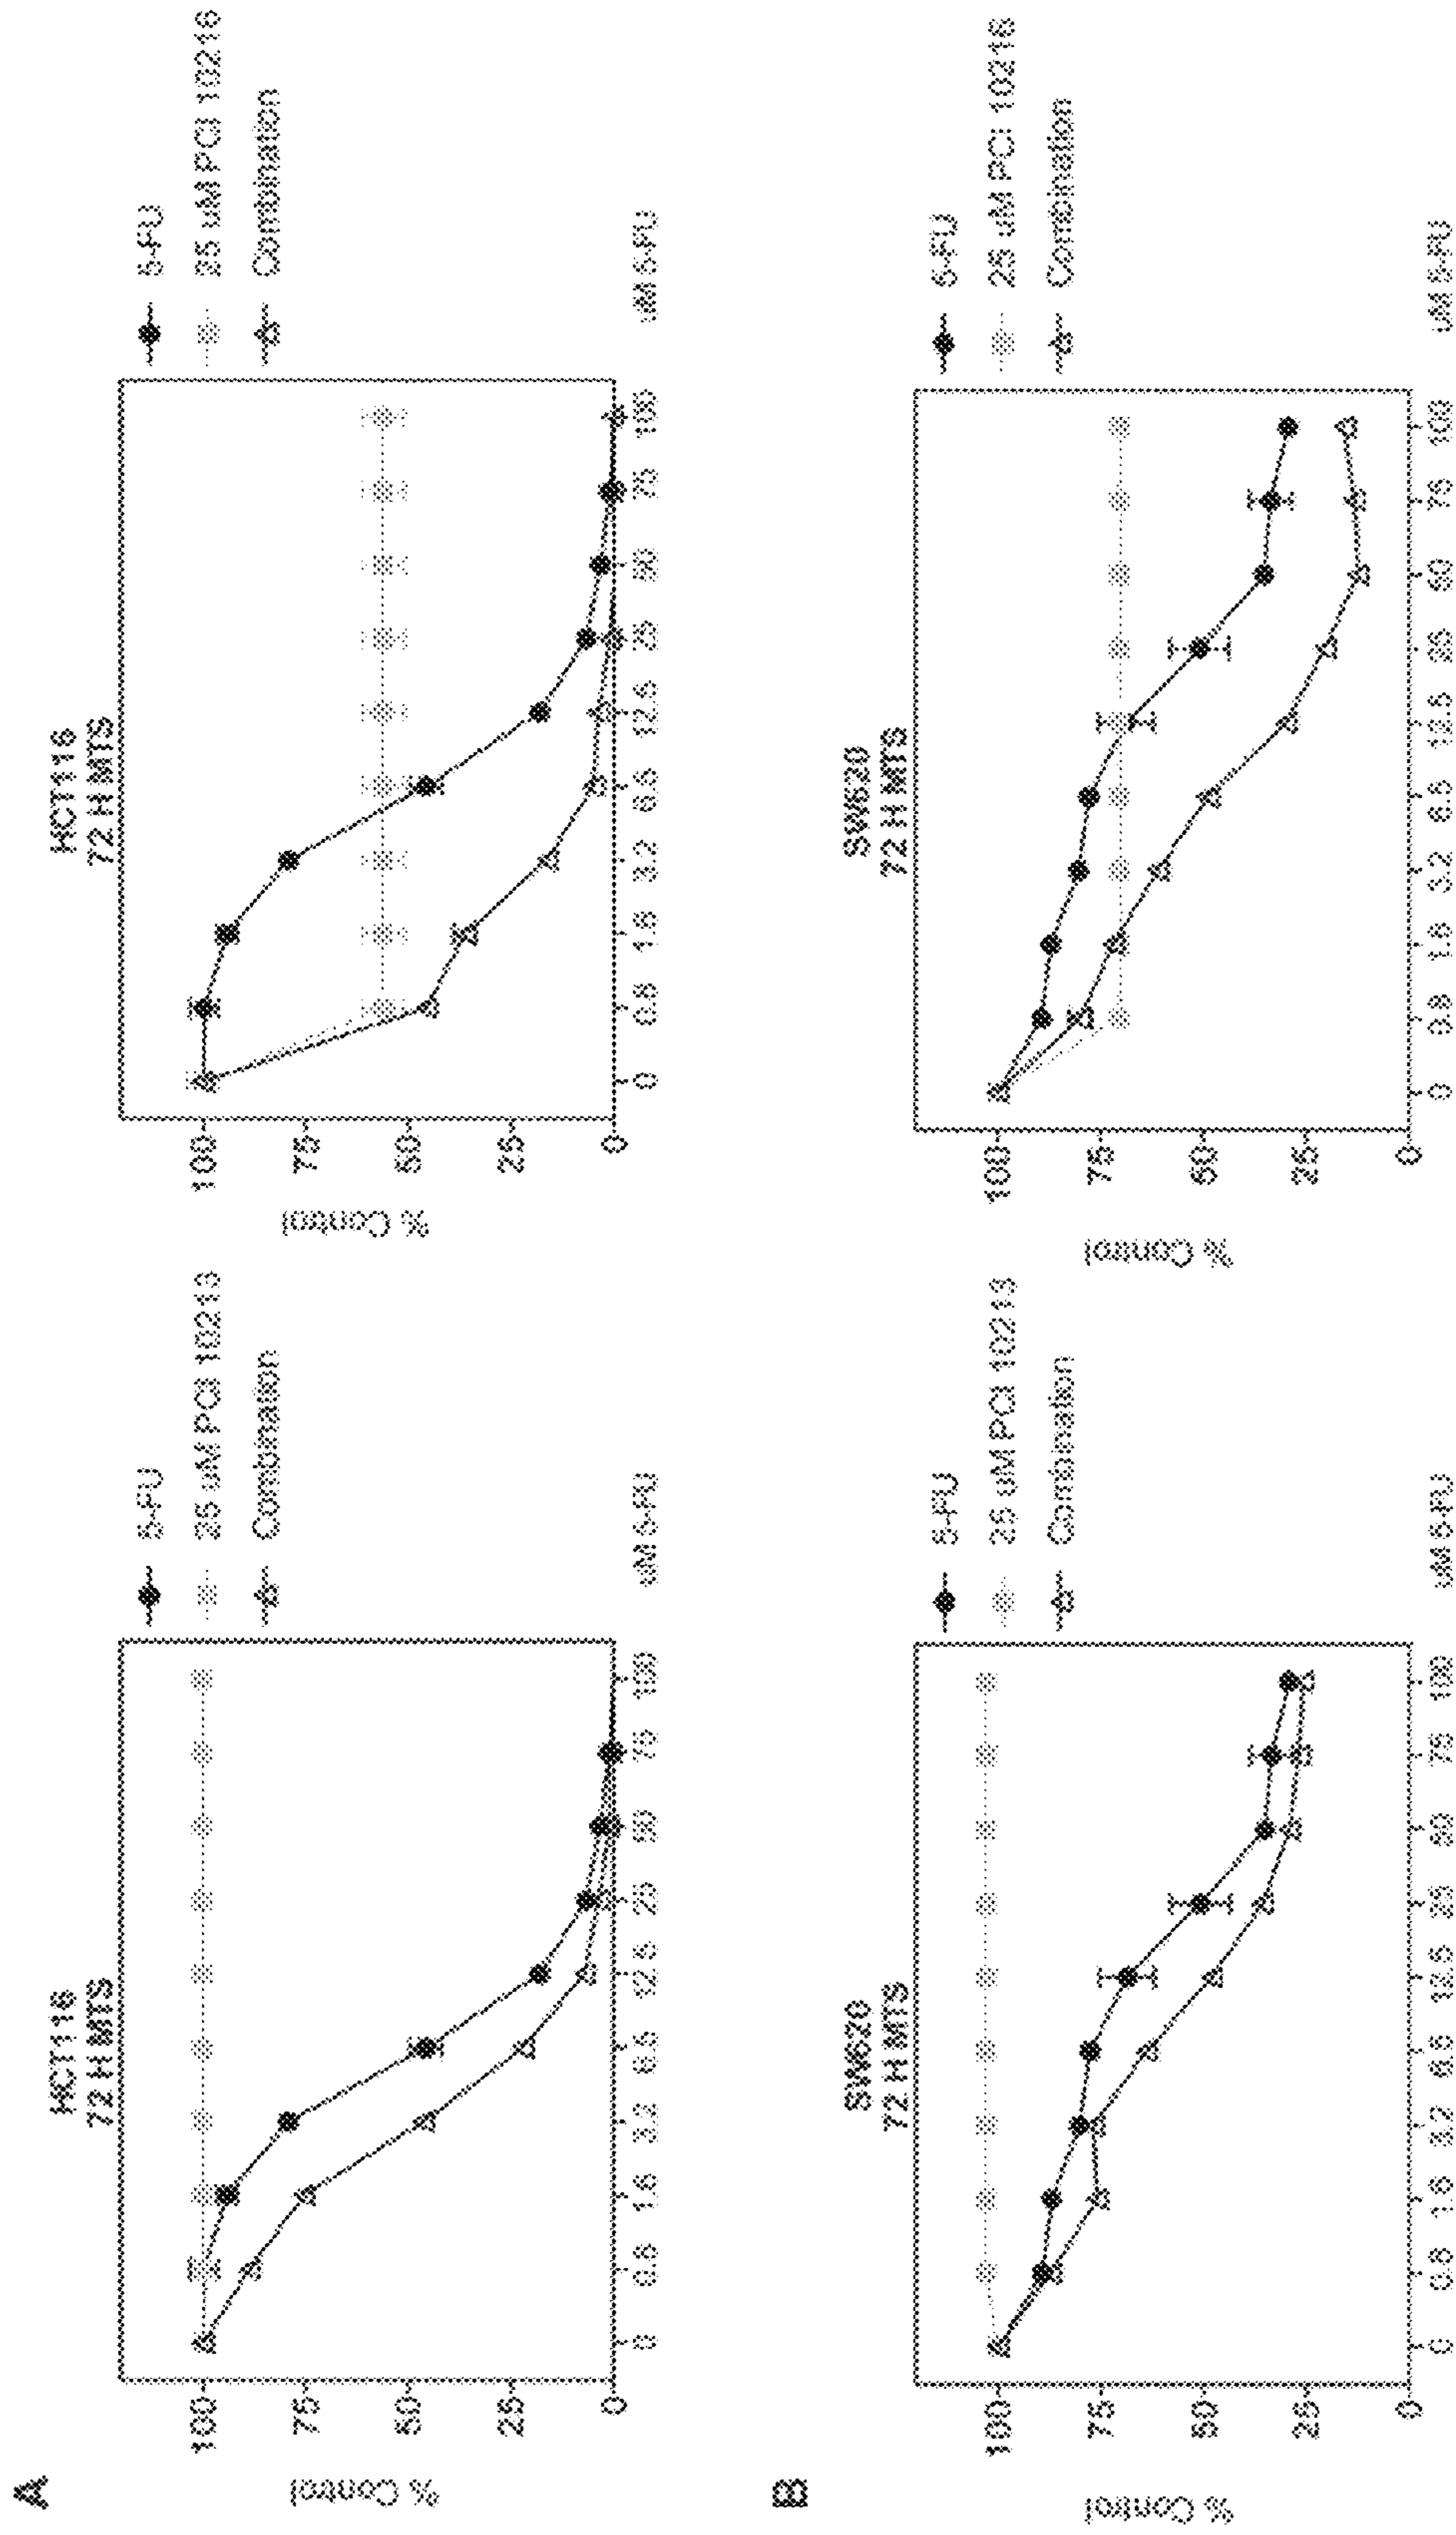 A
HCT116
72 H MTS
% Control
100
75
50
25
0
0 0.8 1.6 3.2 6.5 12.5 25 50 75 100
uM 5-FU
5-FU
25 uM PCI 10213
Combination
HCT116
72 H MTS
% Control
100
75
50
25
0
0 0.8 1.6 3.2 6.5 12.5 25 50 75 100
uM 5-FU
5-FU
25 uM PCI 10216
Combination
B
SW620
72 H MTS
% Control
100
75
50
25
0
0 0.8 1.6 3.2 6.5 12.5 25 50 75 100
uM 5-FU
5-FU
25 uM PCI 10213
Combination
SW620
72 H MTS
% Control
100
75
50
25
0
0 0.8 1.6 3.2 6.5 12.5 25 50 75 100
uM 5-FU
5-FU
25 uM PCI 10216
Combination